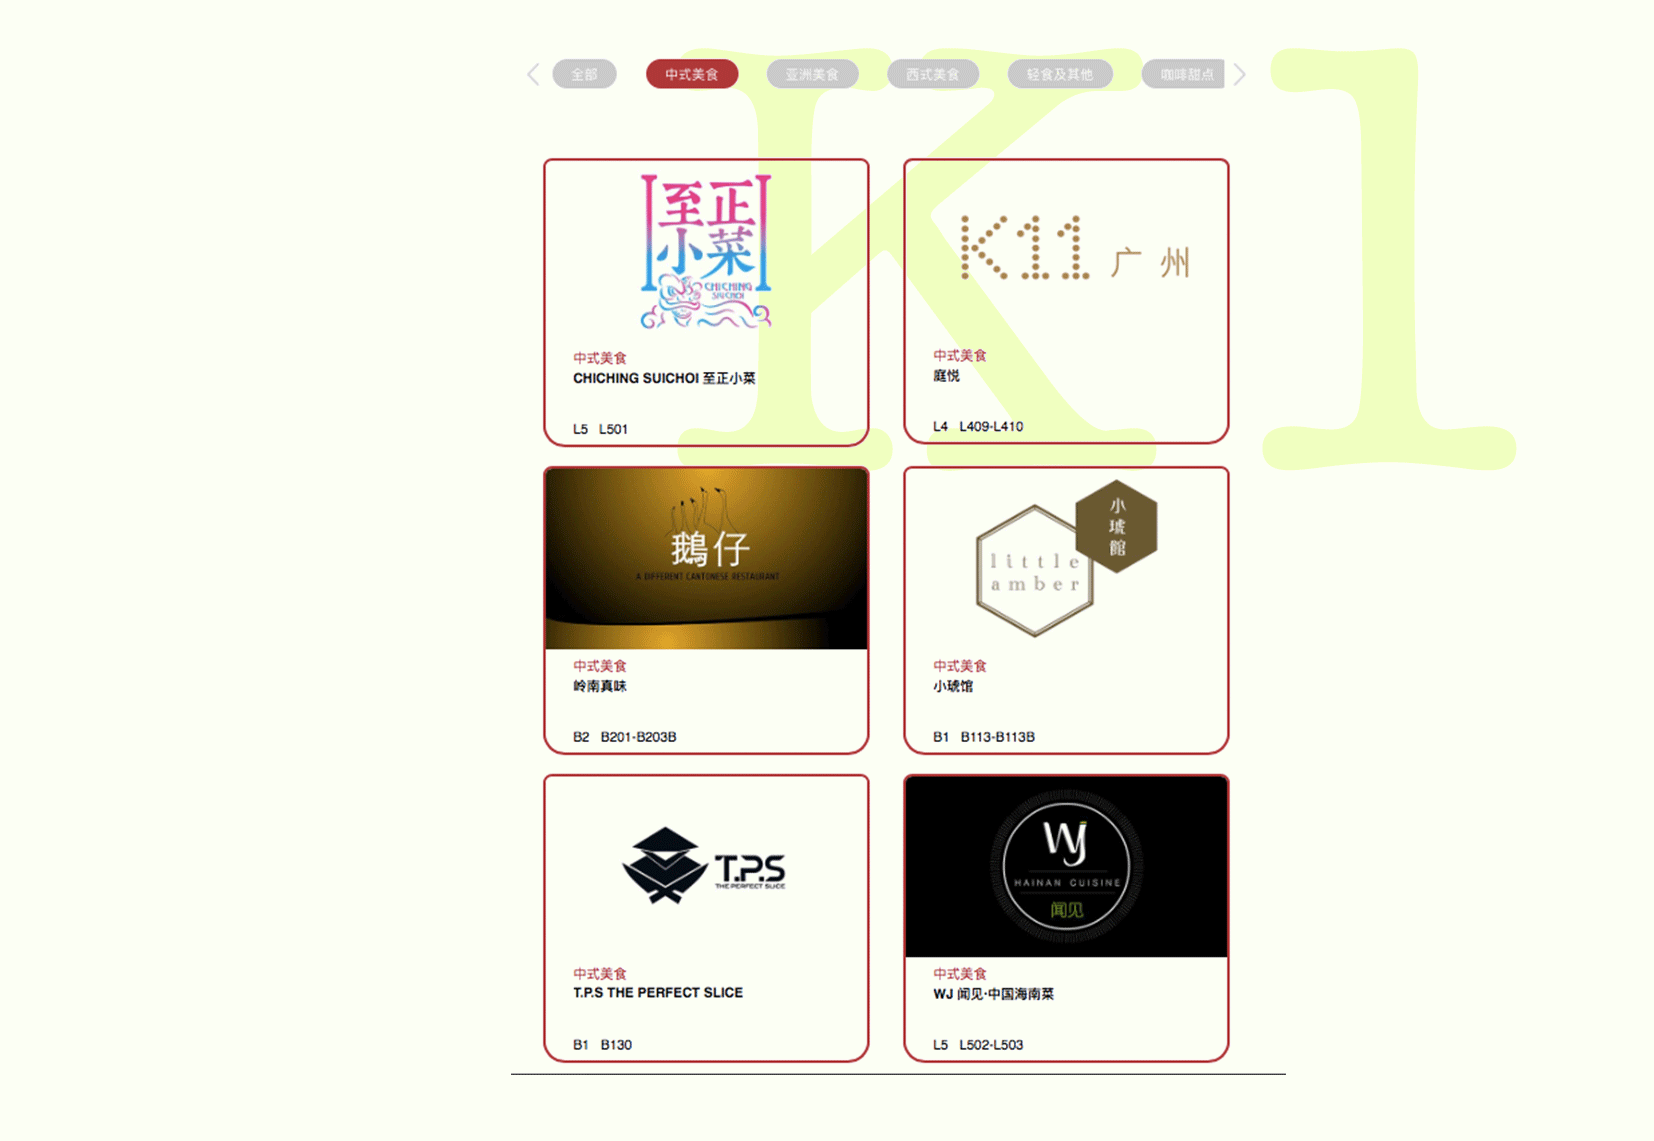 K1
全部
中式美食
亚洲美食
西式美食
轻食及其他
咖啡甜点
至正
小菜
CHICHING
SIUCHOI
中式美食
CHICHING SUICHOI 至正小菜
L5 L501
K11 广州
中式美食
庭悦
L4 L409-L410
鵝仔
A DIFFERENT CANTONESE RESTAURANT
中式美食
岭南真味
B2 B201-B203B
小琥館
little
amber
中式美食
小琥馆
B1 B113-B113B
T.P.S
THE PERFECT SLICE
中式美食
T.P.S THE PERFECT SLICE
B1 B130
WJ
HAINAN CUISINE
闻见
中式美食
WJ 闻见·中国海南菜
L5 L502-L503